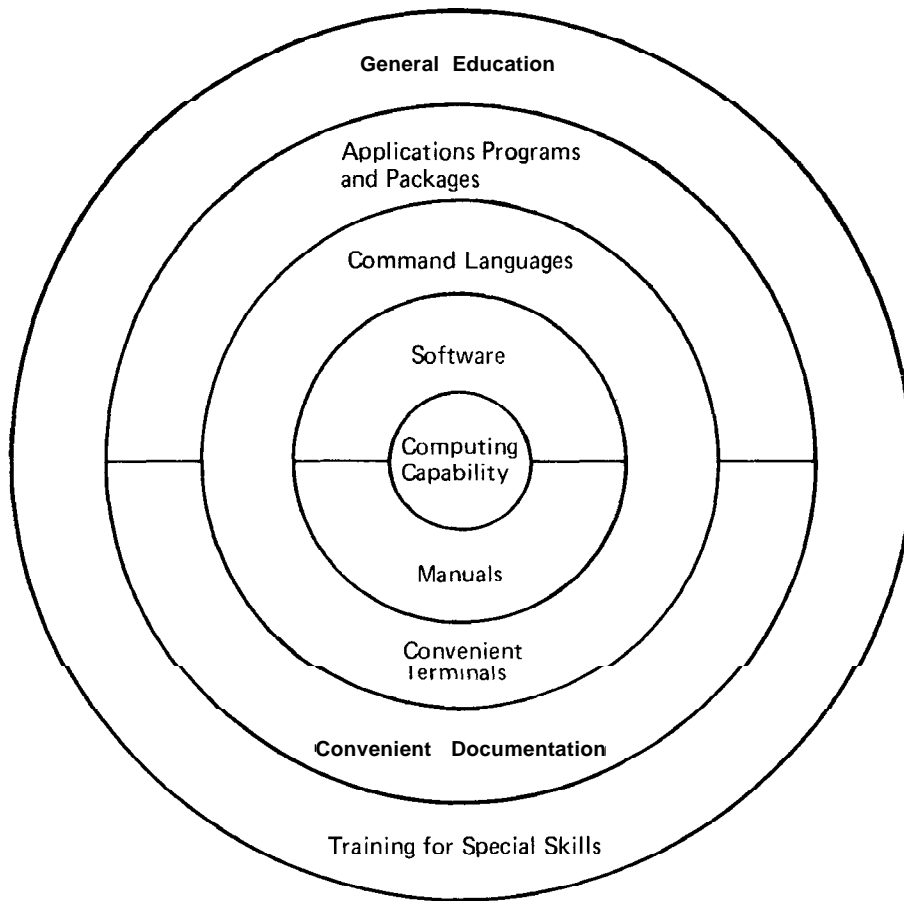 General Education
Applications Programs
and Packages
Command Languages
Software
Computing
Capability
Manuals
Convenient
Terminals
Convenient Documentation
Training for Special Skills